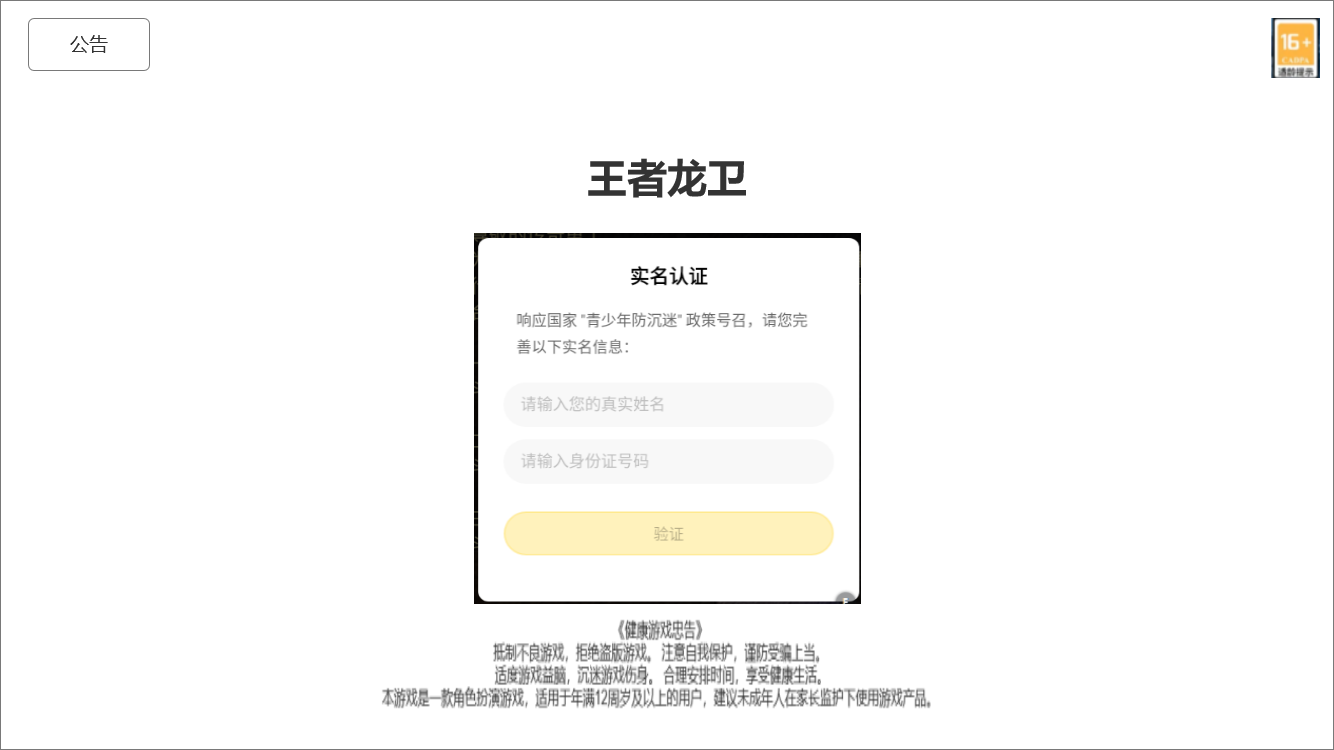 公告
16+
CADPA
适龄提示
王者龙卫
实名认证
响应国家 "青少年防沉迷" 政策号召，请您完
善以下实名信息：
请输入您的真实姓名
请输入身份证号码
验证
《健康游戏忠告》
抵制不良游戏，拒绝盗版游戏。 注意自我保护，谨防受骗上当。
适度游戏益脑，沉迷游戏伤身。 合理安排时间，享受健康生活。
本游戏是一款角色扮演游戏，适用于年满12周岁及以上的用户，建议未成年人在家长监护下使用游戏产品。